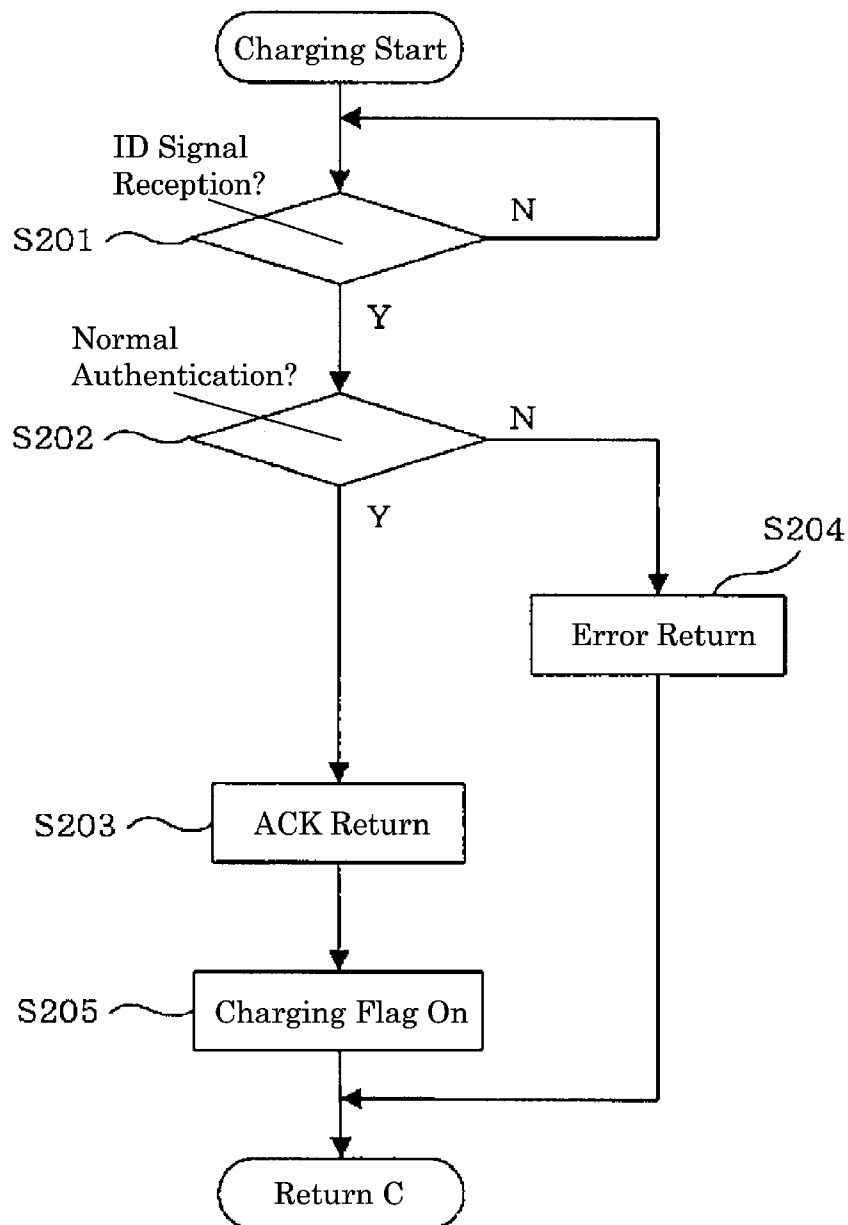 Charging Start
ID Signal
Reception?
N
S201
Y
Normal
Authentication?
N
S202
Y
S204
Error Return
S203
ACK Return
S205
Charging Flag On
Return C